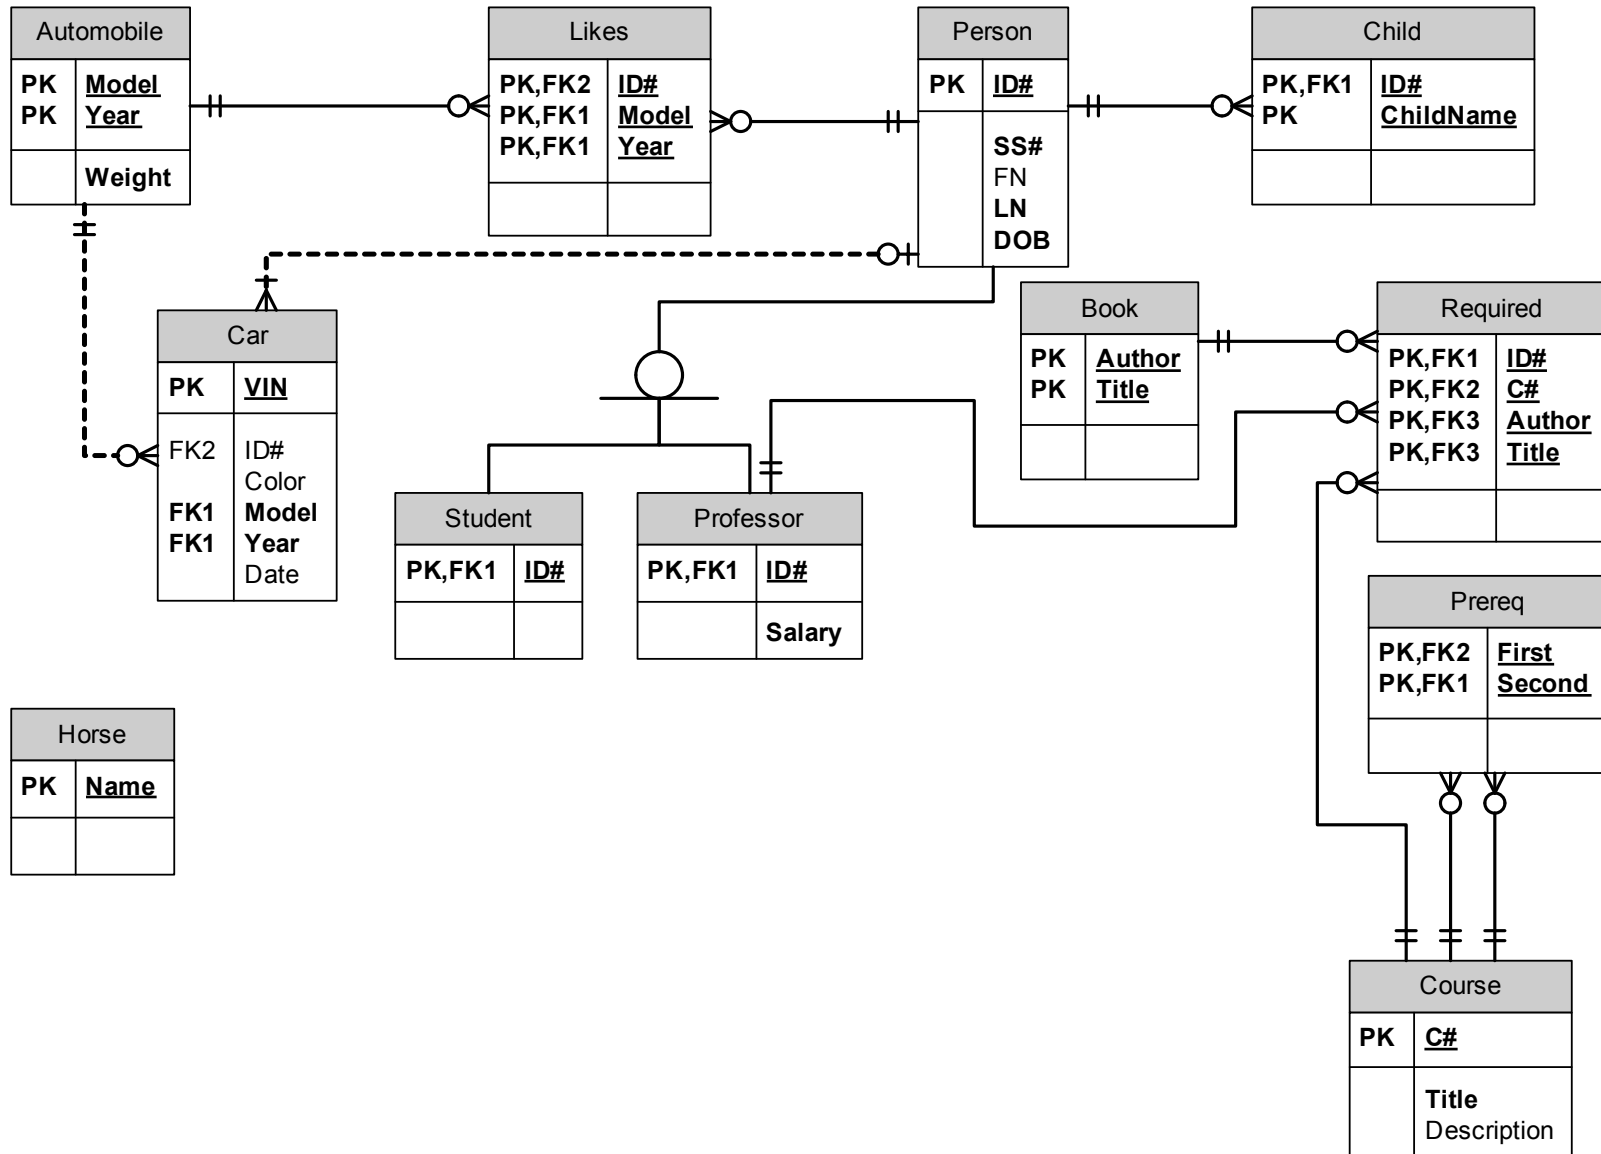 Automobile
PK Model
PK Year
Weight
Likes
PK,FK2 ID#
PK,FK1 Model
PK,FK1 Year
Person
PK ID#
SS#
FN
LN
DOB
Child
PK,FK1 ID#
PK ChildName
Car
PK VIN
FK2 ID#
Color
FK1 Model
FK1 Year
Date
Book
PK Author
PK Title
Required
PK,FK1 ID#
PK,FK2 C#
PK,FK3 Author
PK,FK3 Title
Student
PK,FK1 ID#
Professor
PK,FK1 ID#
Salary
Prereq
PK,FK2 First
PK,FK1 Second
Horse
PK Name
Course
PK C#
Title
Description